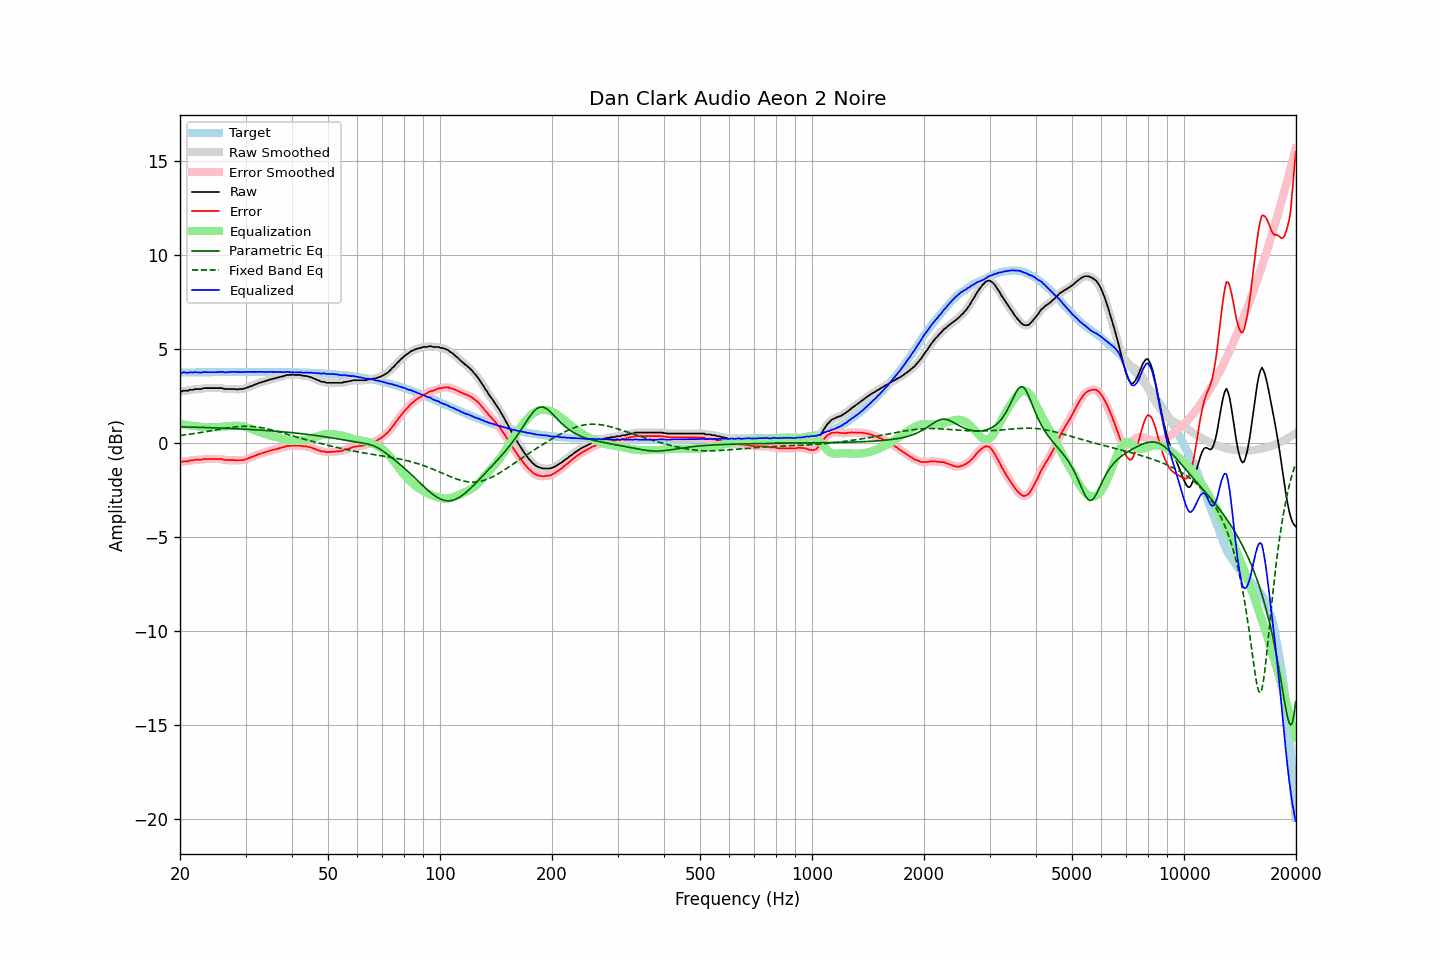 Dan Clark Audio Aeon 2 Noire
Target
Raw Smoothed
Error Smoothed
Raw
Error
Equalization
Parametric Eq
Fixed Band Eq
Equalized
15
10
5
0
−5
−10
−15
−20
Amplitude (dBr)
20 50 100 200 500 1000 2000 5000 10000 20000
Frequency (Hz)